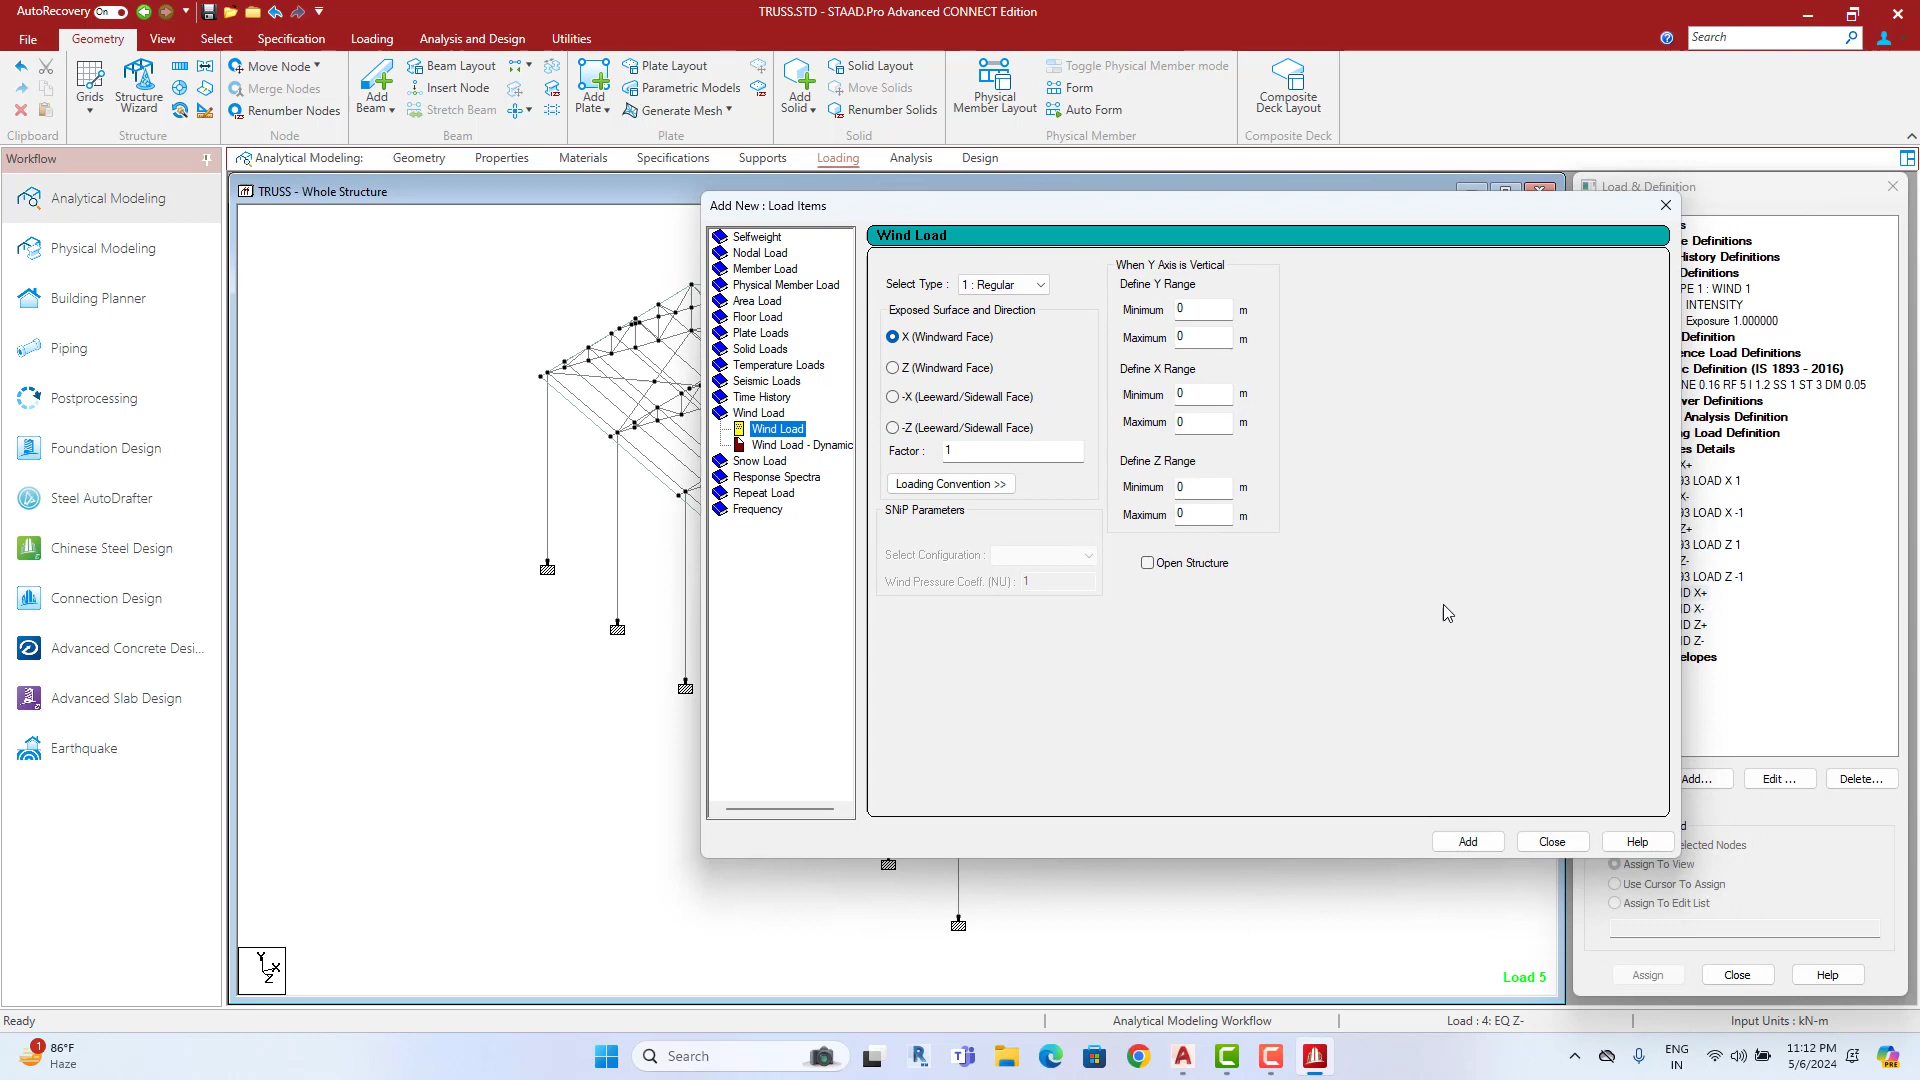 AutoRecovery On TRUSS.STD - STAAD.Pro Advanced CONNECT Edition
File Geometry View Select Specification Loading Analysis and Design Utilities Search
Grids Structure Wizard Move Node Merge Nodes Renumber Nodes Add Beam Beam Layout Insert Node Stretch Beam Add Plate Plate Layout Parametric Models Generate Mesh Add Solid Solid Layout Move Solids Renumber Solids Physical Member Layout Toggle Physical Member mode Form Auto Form Composite Deck Layout
Clipboard Structure Node Beam Plate Solid Physical Member Composite Deck
Workflow
Analytical Modeling: Geometry Properties Materials Specifications Supports Loading Analysis Design
Analytical Modeling
Physical Modeling
Building Planner
Piping
Postprocessing
Foundation Design
Steel AutoDrafter
Chinese Steel Design
Connection Design
Advanced Concrete Desi...
Advanced Slab Design
Earthquake
TRUSS - Whole Structure
Y
X
Z
Load 5
Add New : Load Items
Selfweight
Nodal Load
Member Load
Physical Member Load
Area Load
Floor Load
Plate Loads
Solid Loads
Temperature Loads
Seismic Loads
Time History
Wind Load
Wind Load
Wind Load - Dynamic
Snow Load
Response Spectra
Repeat Load
Frequency
Wind Load
Select Type : 1 : Regular
Exposed Surface and Direction
X (Windward Face)
Z (Windward Face)
-X (Leeward/Sidewall Face)
-Z (Leeward/Sidewall Face)
Factor : 1
Loading Convention >>
SNiP Parameters
Select Configuration :
Wind Pressure Coeff. (NU) : 1
When Y Axis is Vertical
Define Y Range
Minimum 0 m
Maximum 0 m
Define X Range
Minimum 0 m
Maximum 0 m
Define Z Range
Minimum 0 m
Maximum 0 m
Open Structure
Add Close Help
Load & Definition
s
e Definitions
History Definitions
Definitions
PE 1 : WIND 1
INTENSITY
Exposure 1.000000
Definition
ence Load Definitions
c Definition (IS 1893 - 2016)
NE 0.16 RF 5 I 1.2 SS 1 ST 3 DM 0.05
ver Definitions
Analysis Definition
ng Load Definition
es Details
X+
93 LOAD X 1
X-
93 LOAD X -1
Z+
93 LOAD Z 1
Z-
93 LOAD Z -1
ND X+
ND X-
ND Z+
ND Z-
elopes
Add... Edit ... Delete...
d
elected Nodes
Assign To View
Use Cursor To Assign
Assign To Edit List
Assign Close Help
Ready Analytical Modeling Workflow Load : 4: EQ Z- Input Units : kN-m
1 86°F
Haze
Search
ENG
IN
11:12 PM
5/6/2024